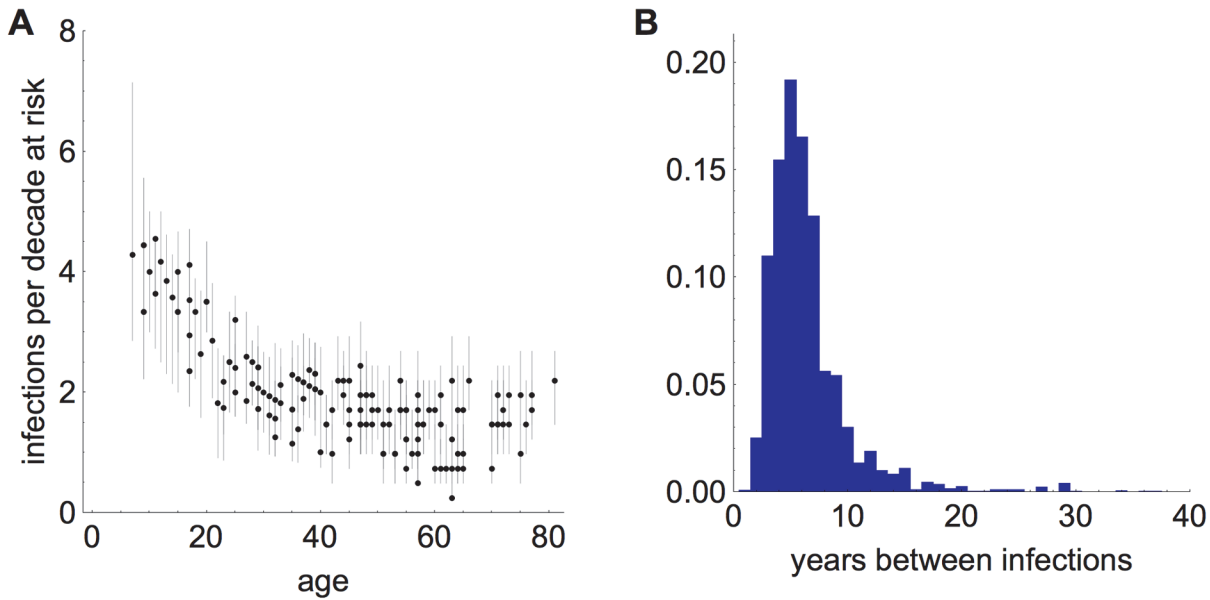 A
8
6
4
2
0
infections per decade at risk
0 20 40 60 80
age
B
0.20
0.15
0.10
0.05
0.00
0 10 20 30 40
years between infections